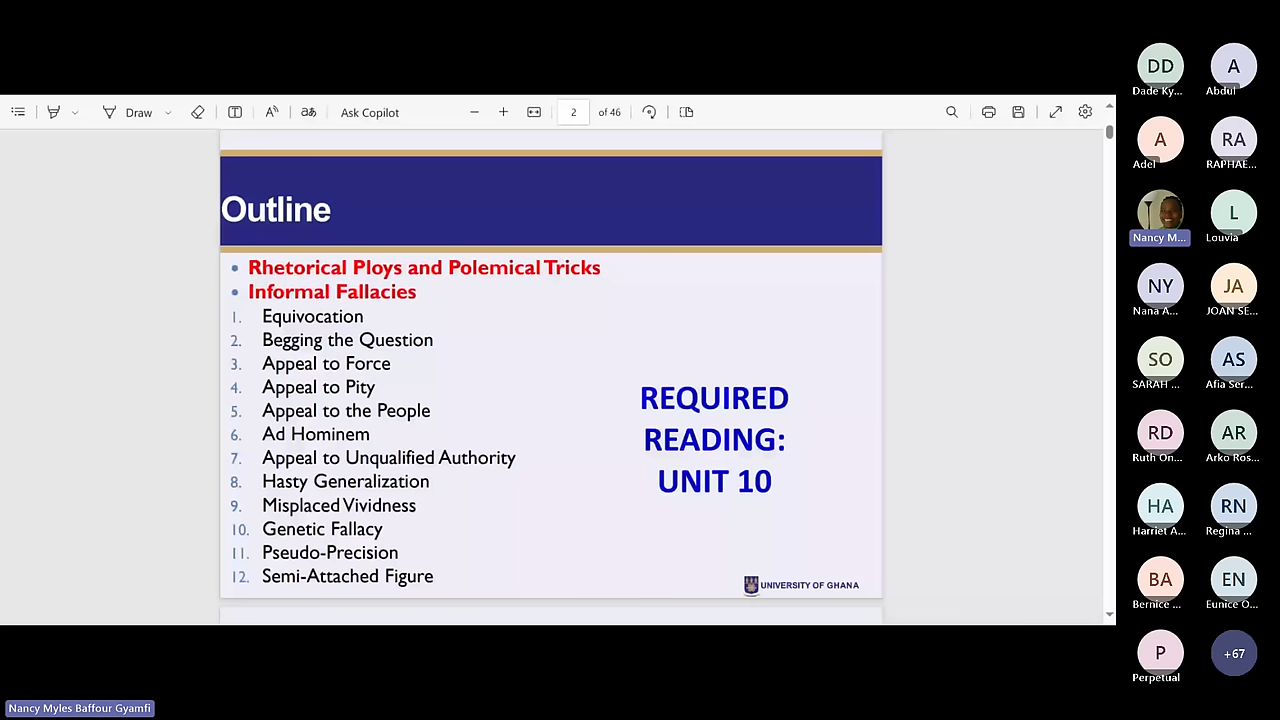 Draw
Ask Copilot
2
of 46
Outline
• Rhetorical Ploys and Polemical Tricks
• Informal Fallacies
1. Equivocation
2. Begging the Question
3. Appeal to Force
4. Appeal to Pity
5. Appeal to the People
6. Ad Hominem
7. Appeal to Unqualified Authority
8. Hasty Generalization
9. Misplaced Vividness
10. Genetic Fallacy
11. Pseudo-Precision
12. Semi-Attached Figure
REQUIRED
READING:
UNIT 10
UNIVERSITY OF GHANA
DD
Dade Ky...
A
Abdul
A
Adel
RA
RAPHAE...
Nancy M...
L
Louvia
NY
Nana A...
JA
JOAN SE...
SO
SARAH ...
AS
Afia Ser...
RD
Ruth On...
AR
Arko Ros...
HA
Harriet A...
RN
Regina ...
BA
Bernice ...
EN
Eunice O...
P
Perpetual
+67
Nancy Myles Baffour Gyamfi